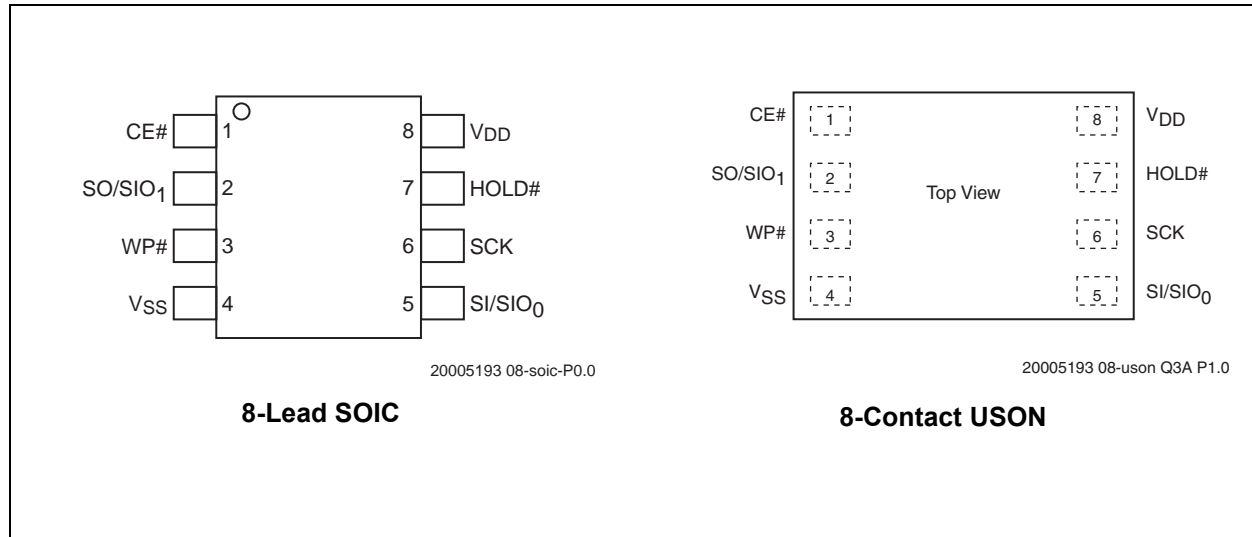 CE# 1 8 VDD
SO/SIO1 2 7 HOLD#
WP# 3 6 SCK
VSS 4 5 SI/SIO0
20005193 08-soic-P0.0
8-Lead SOIC
CE# 1 8 VDD
SO/SIO1 2 7 HOLD#
Top View
WP# 3 6 SCK
VSS 4 5 SI/SIO0
20005193 08-uson Q3A P1.0
8-Contact USON